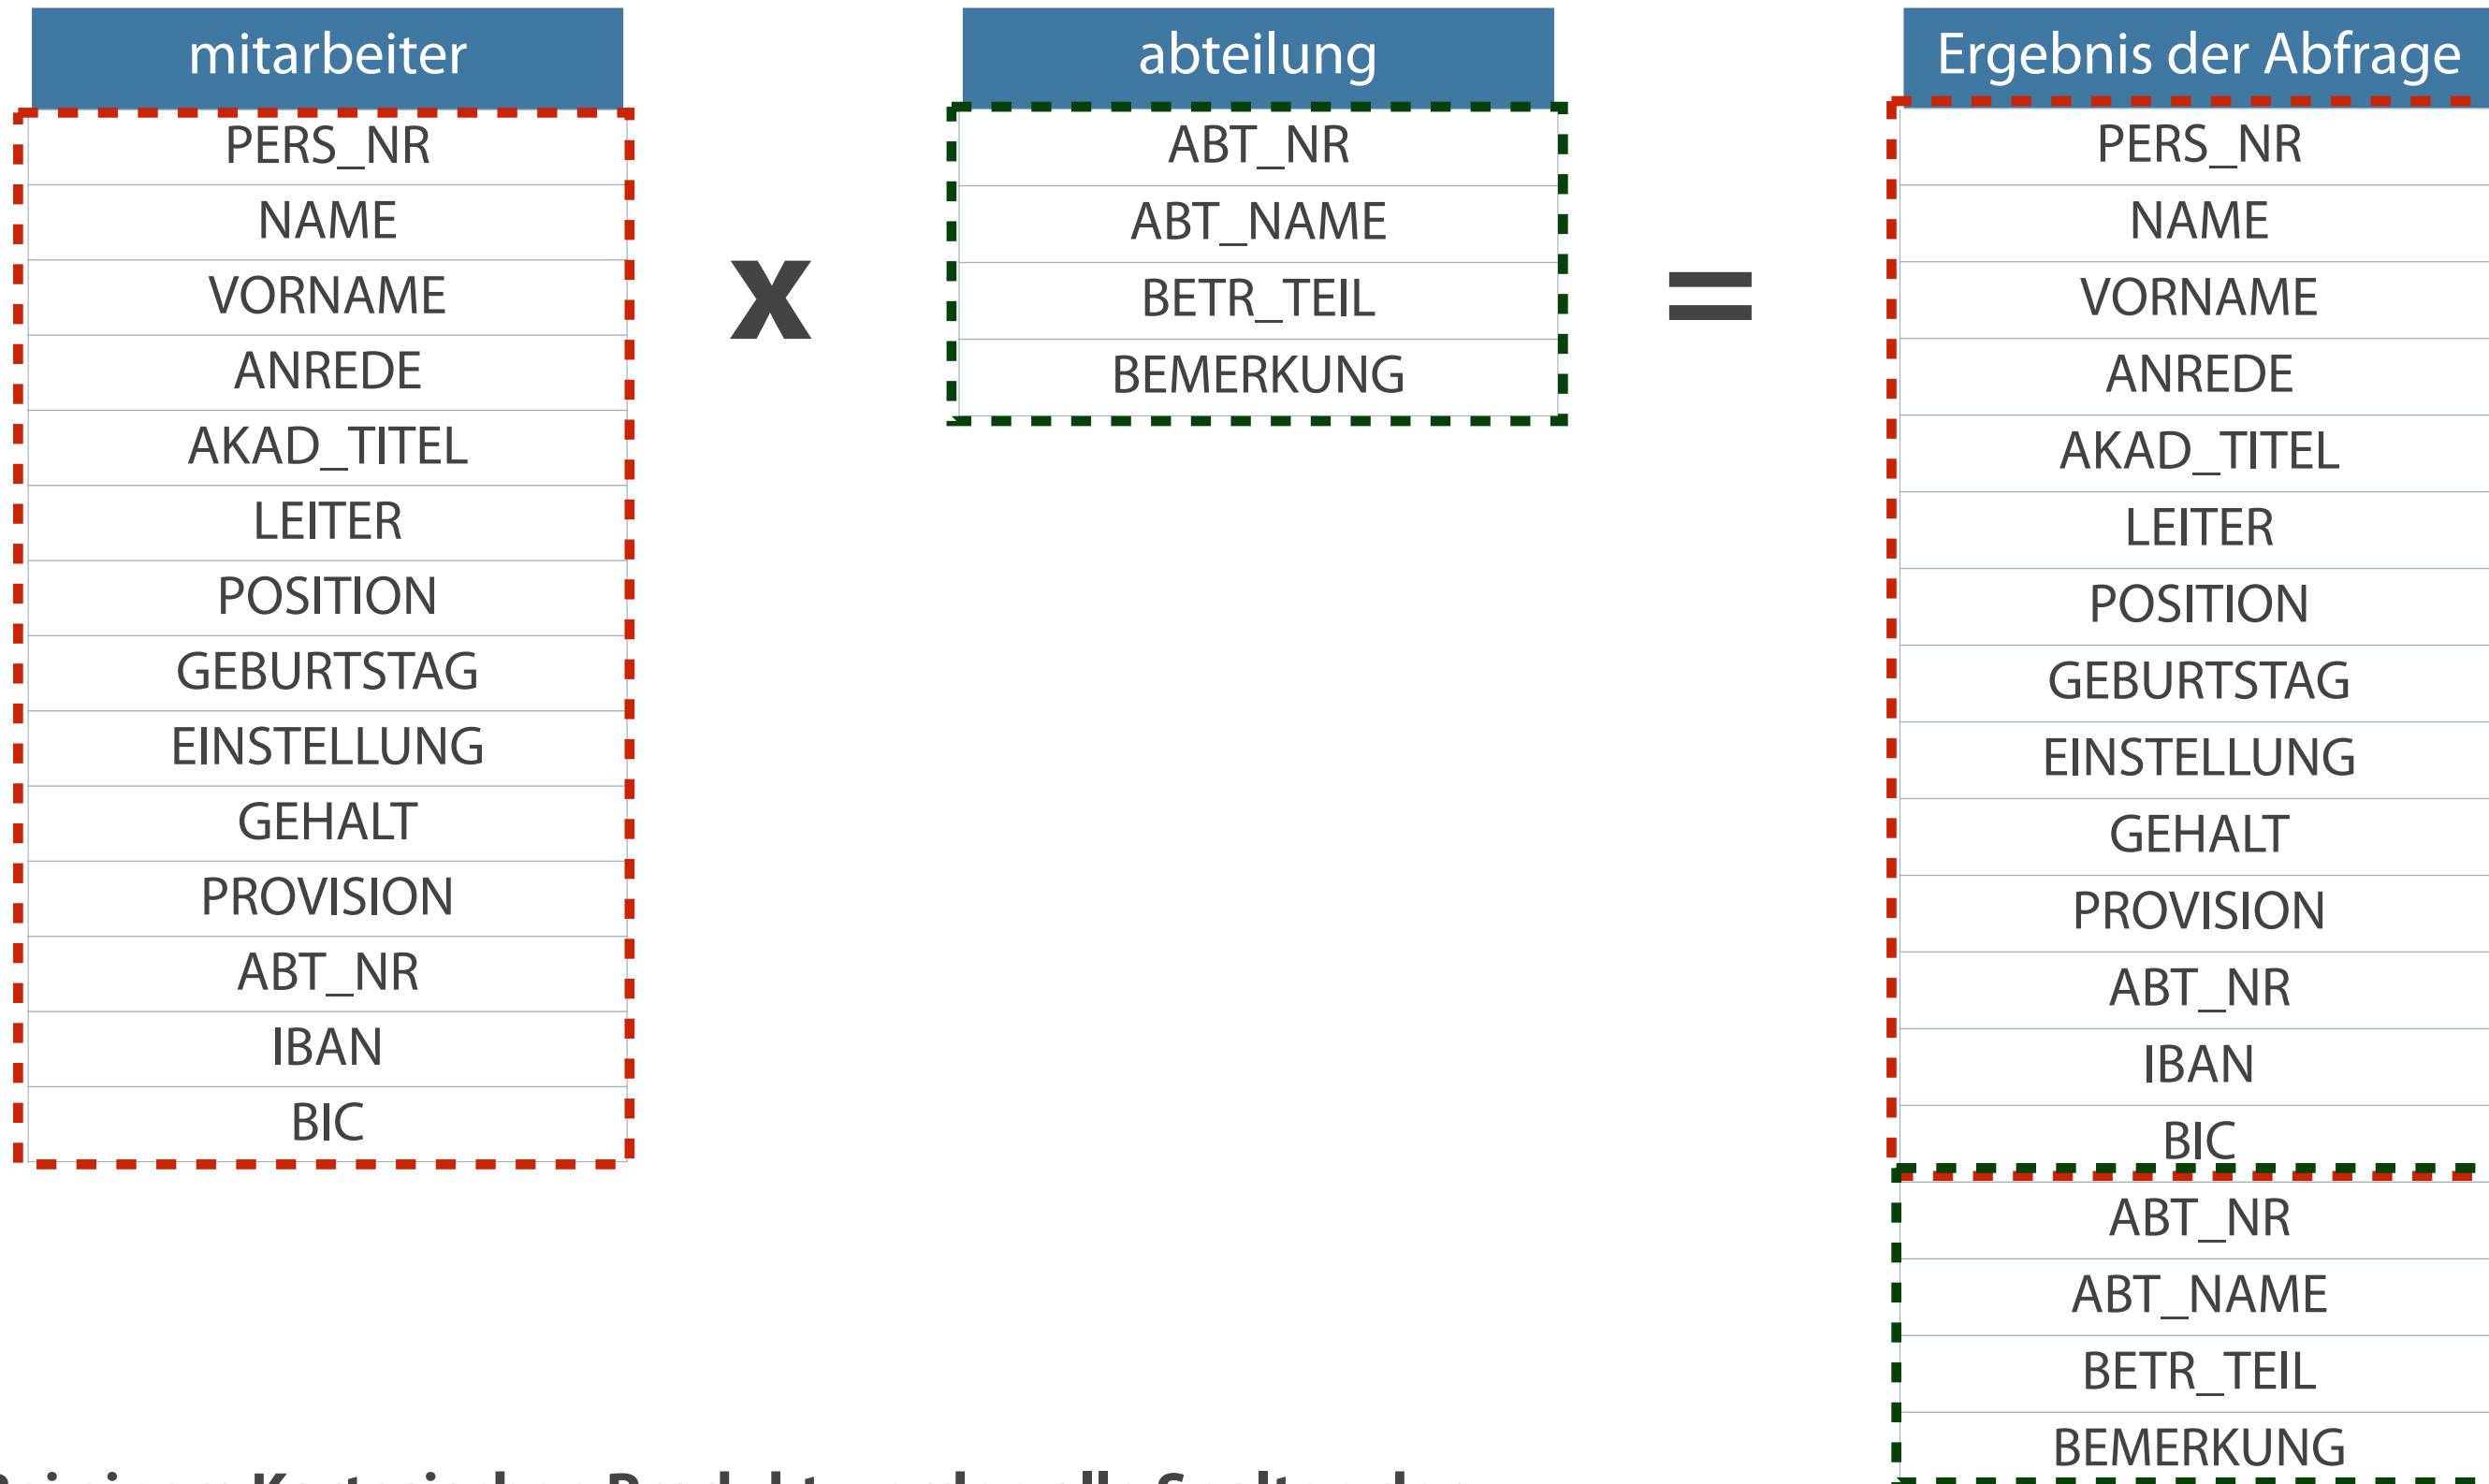 mitarbeiter
PERS_NR
NAME
VORNAME
ANREDE
AKAD_TITEL
LEITER
POSITION
GEBURTSTAG
EINSTELLUNG
GEHALT
PROVISION
ABT_NR
IBAN
BIC
x
abteilung
ABT_NR
ABT_NAME
BETR_TEIL
BEMERKUNG
=
Ergebnis der Abfrage
PERS_NR
NAME
VORNAME
ANREDE
AKAD_TITEL
LEITER
POSITION
GEBURTSTAG
EINSTELLUNG
GEHALT
PROVISION
ABT_NR
IBAN
BIC
ABT_NR
ABT_NAME
BETR_TEIL
BEMERKUNG